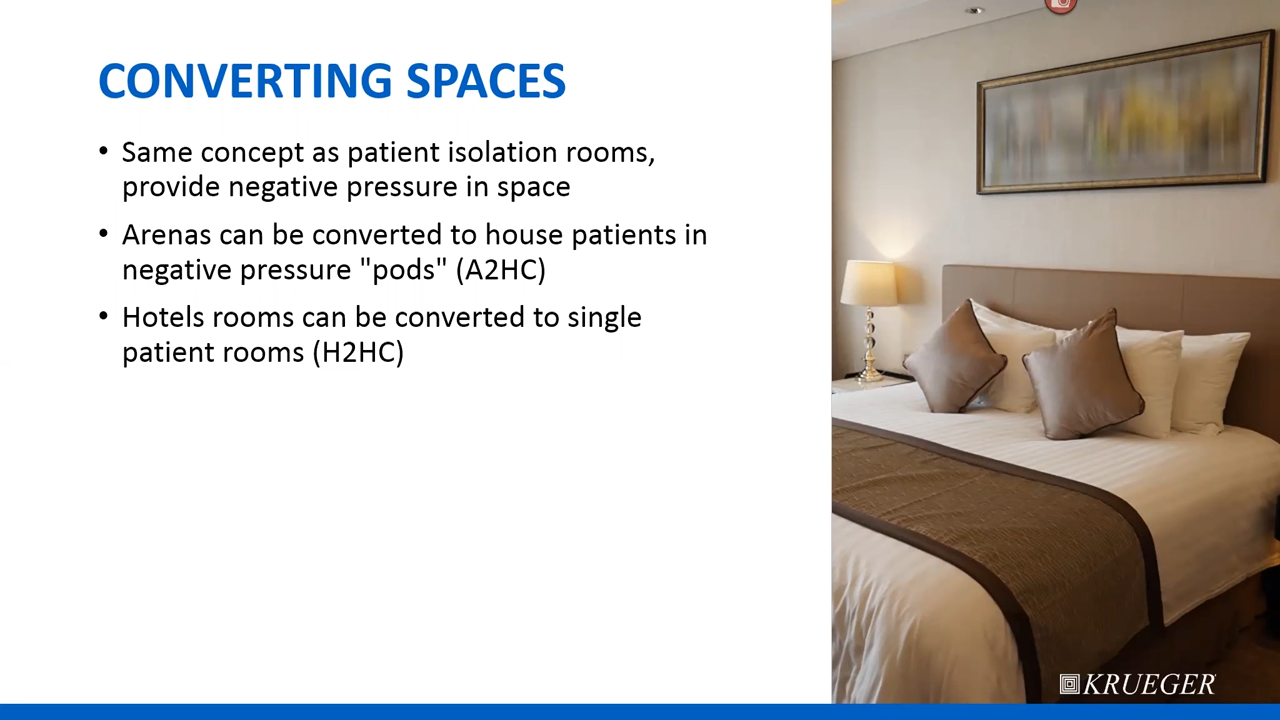 CONVERTING SPACES
• Same concept as patient isolation rooms,
provide negative pressure in space
• Arenas can be converted to house patients in
negative pressure "pods" (A2HC)
• Hotels rooms can be converted to single
patient rooms (H2HC)
KRUEGER